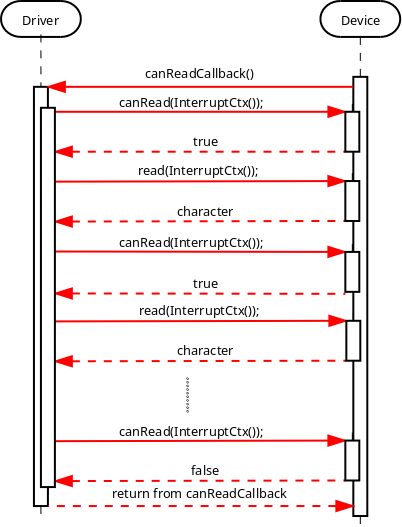 Driver
Device
canReadCallback()
canRead(InterruptCtx());
true
read(InterruptCtx());
character
canRead(InterruptCtx());
true
read(InterruptCtx());
character
canRead(InterruptCtx());
false
return from canReadCallback